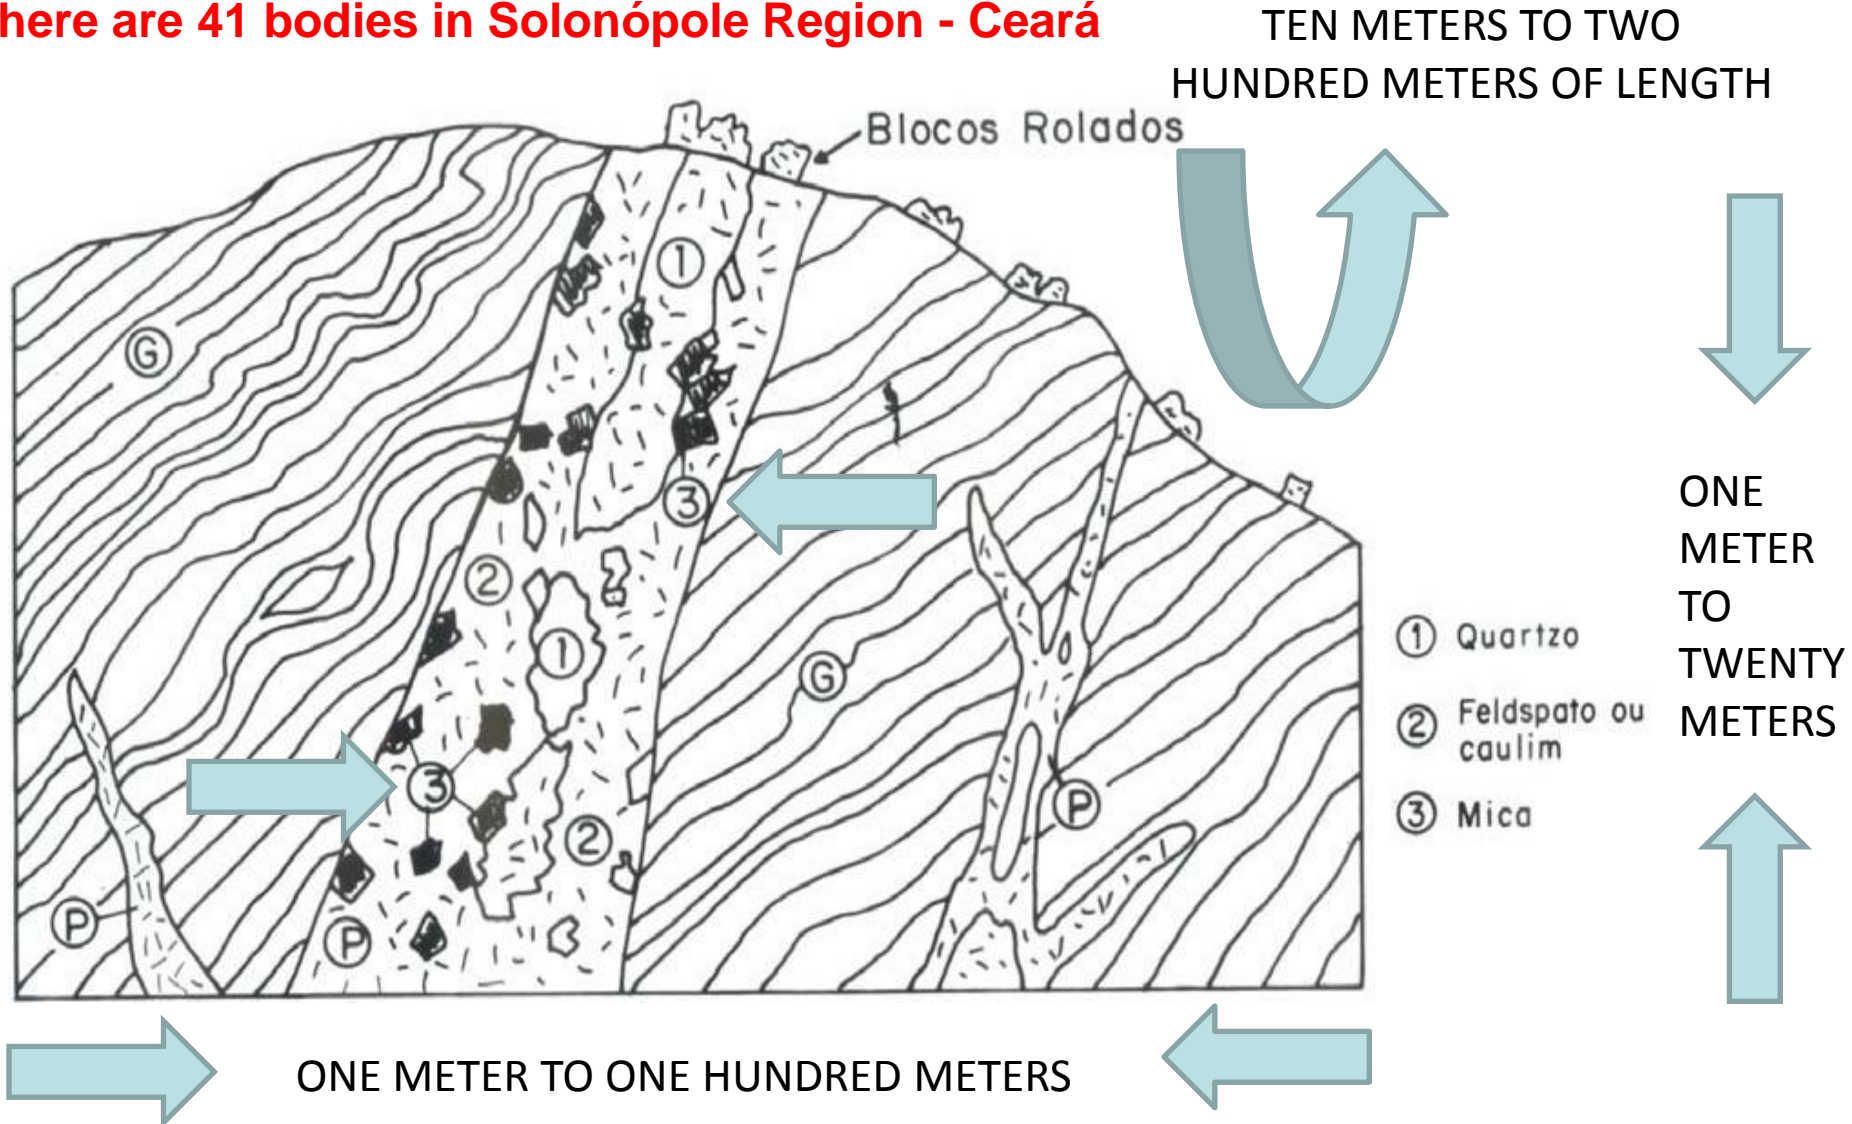 here are 41 bodies in Solonópole Region - Ceará
TEN METERS TO TWO
HUNDRED METERS OF LENGTH
Blocos Rolados
1
G
3
2
1
G
3
2
P
P
P
1 Quartzo
2 Feldspato ou
caulim
3 Mica
ONE
METER
TO
TWENTY
METERS
ONE METER TO ONE HUNDRED METERS